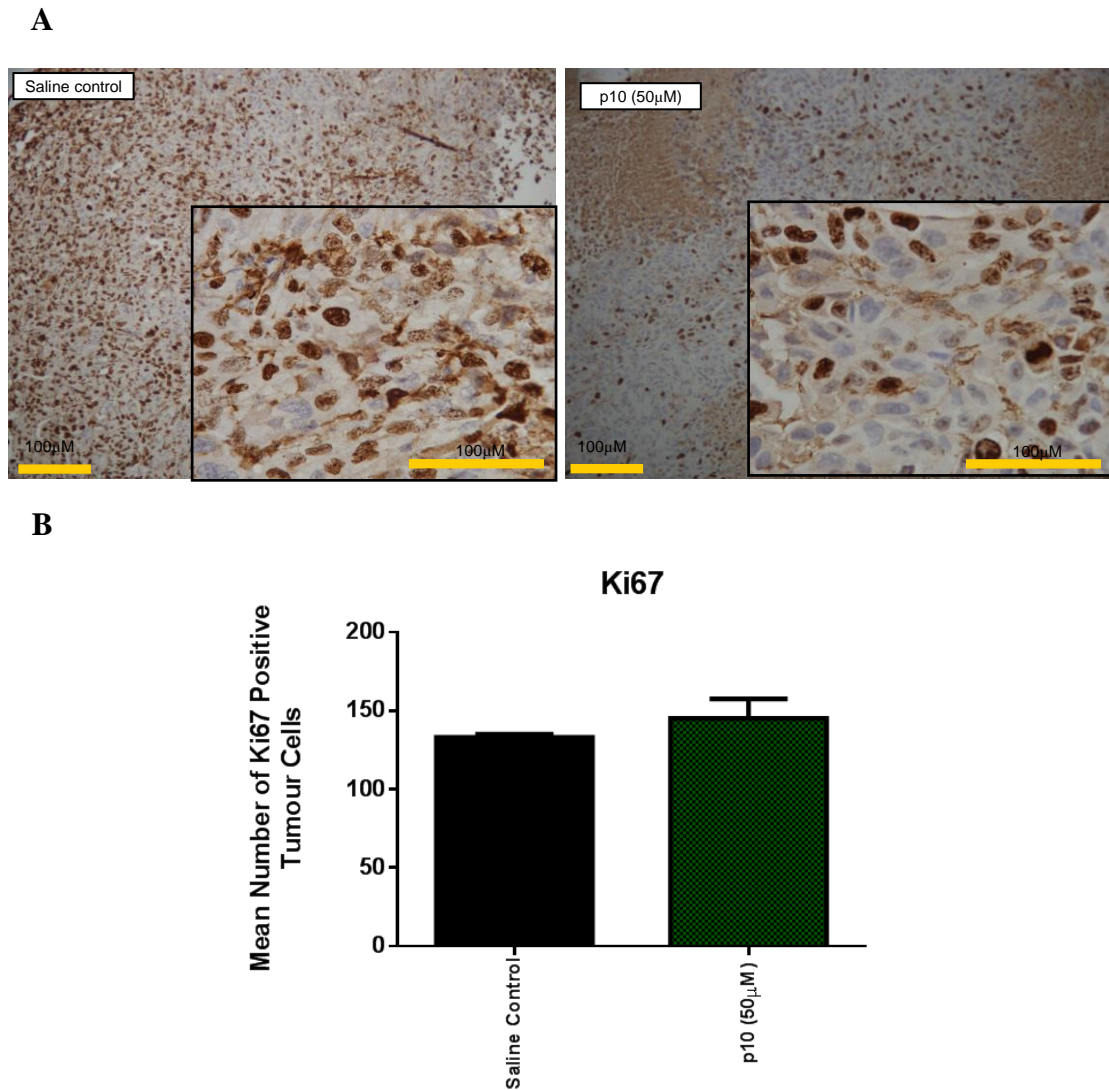 A
Saline control
p10 (50μM)
100μM
100μM
100μM
100μM
B
Ki67
Mean Number of Ki67 Positive
Tumour Cells
200
150
100
50
0
Saline Control
p10 (50μM)